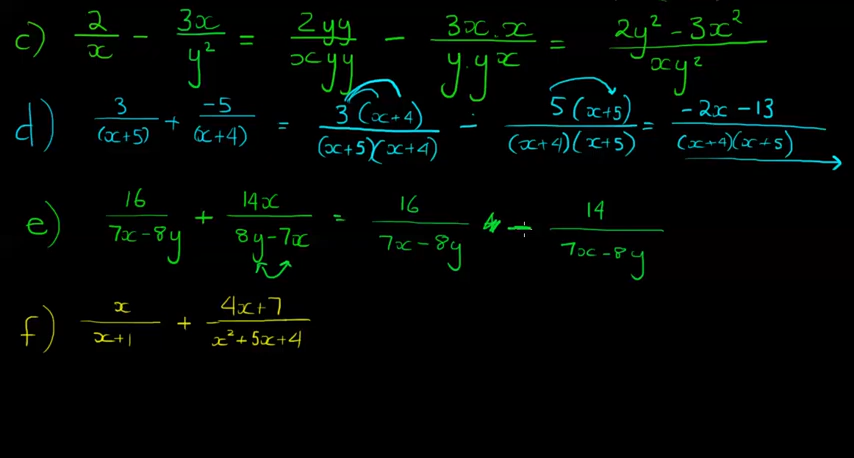 c) 2/x - 3x/y² = 2yy/xyy - 3x.x/y.yx = 2y² - 3x²/xy²
d) 3/(x+5) + -5/(x+4) = 3(x+4)/(x+5)(x+4) - 5(x+5)/(x+4)(x+5) = -2x - 13/(x+4)(x+5)
e) 16/7x-8y + 14x/8y-7x = 16/7x-8y - 14/7x-8y
f) x/x+1 + 4x+7/x²+5x+4